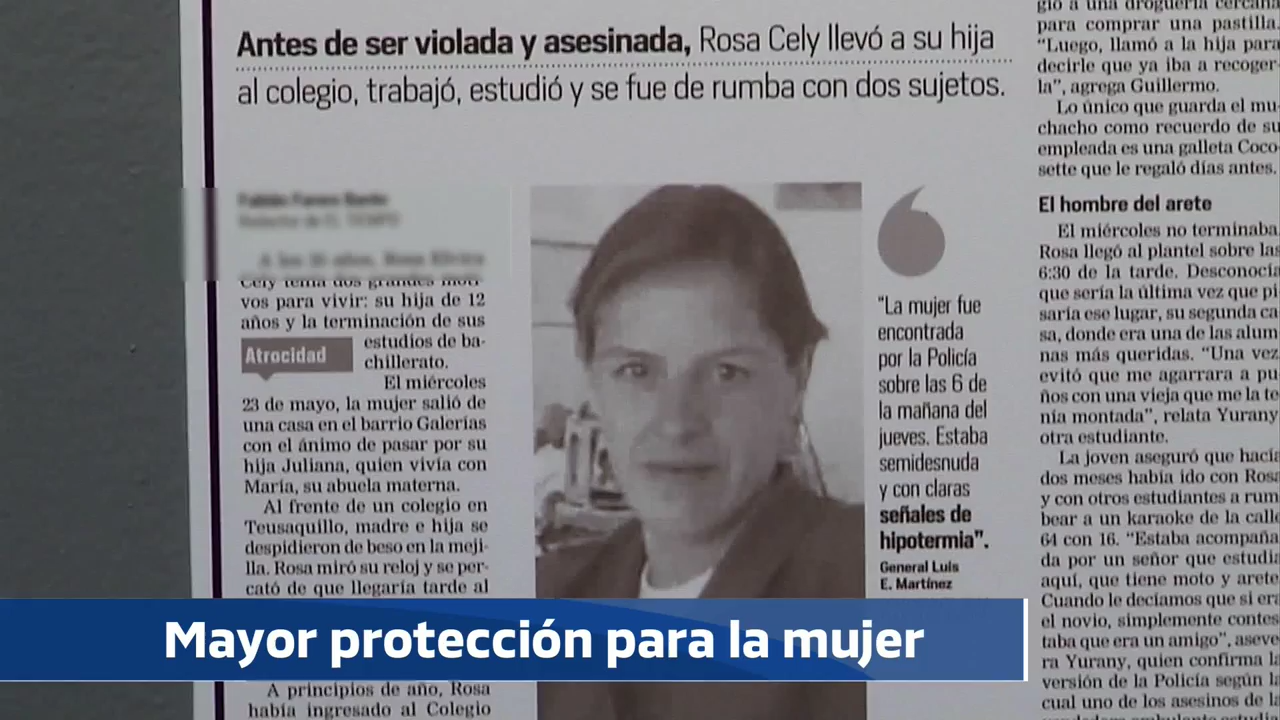 Antes de ser violada y asesinada, Rosa Cely llevó a su hija
al colegio, trabajó, estudió y se fue de rumba con dos sujetos.
Cely tenía dos grandes moti-
vos para vivir: su hija de 12
años y la terminación de sus
estudios de ba-
chillerato.
Atrocidad
El miércoles
23 de mayo, la mujer salió de
una casa en el barrio Galerías
con el ánimo de pasar por su
hija Juliana, quien vivía con
María, su abuela materna.
Al frente de un colegio en
Teusaquillo, madre e hija se
despidieron de beso en la meji-
lla. Rosa miró su reloj y se per-
cató de que llegaría tarde al
A principios de año, Rosa
había ingresado al Colegio
“La mujer fue
encontrada
por la Policía
sobre las 6 de
la mañana del
jueves. Estaba
semidesnuda
y con claras
señales de
hipotermia”.
General Luis
E. Martínez
gió a una droguería cercana
para comprar una pastilla.
“Luego, llamó a la hija para
decirle que ya iba a recoger-
la”, agrega Guillermo.
Lo único que guarda el mu-
chacho como recuerdo de su
empleada es una galleta Coco-
sette que le regaló días antes.
El hombre del arete
El miércoles no terminaba.
Rosa llegó al plantel sobre las
6:30 de la tarde. Desconocía
que sería la última vez que pi
saría ese lugar, su segunda ca
sa, donde era una de las alum
nas más queridas. “Una vez
evitó que me agarrara a pu
ños con una vieja que me la te
nía montada”, relata Yurany,
otra estudiante.
La joven aseguró que hacía
dos meses había ido con Rosa
y con otros estudiantes a rum
bear a un karaoke de la calle
64 con 16. “Estaba acompaña
da por un señor que estudia
aquí, que tiene moto y arete.
Cuando le decíamos que si era
el novio, simplemente contes
taba que era un amigo”, aseve
ra Yurany, quien confirma la
versión de la Policía según la
cual uno de los asesinos de la
Mayor protección para la mujer